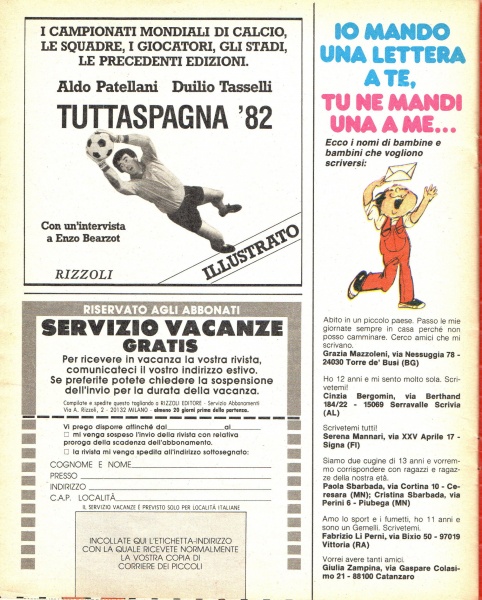 I CAMPIONATI MONDIALI DI CALCIO,
LE SQUADRE, I GIOCATORI, GLI STADI,
LE PRECEDENTI EDIZIONI.
Aldo Patellani Duilio Tasselli
TUTTASPAGNA '82
Con un'intervista
a Enzo Bearzot
RIZZOLI
ILLUSTRATO
RISERVATO AGLI ABBONATI
SERVIZIO VACANZE
GRATIS
Per ricevere in vacanza la vostra rivista,
comunicateci il vostro indirizzo estivo.
Se preferite potete chiedere la sospensione
dell'invio per la durata della vacanza.
Compilate e spedite questo tagliando a RIZZOLI EDITORE - Servizio Abbonamenti
Via A. Rizzoli, 2 - 20132 MILANO - almeno 20 giorni prima della partenza.
Vi prego disporre affinché dal al
mi venga sospeso l'invio della rivista con relativa
proroga della scadenza dell'abbonamento.
la rivista mi venga spedita all'indirizzo sottosegnato:
COGNOME E NOME
PRESSO
INDIRIZZO
C.A.P. LOCALITÀ
IL SERVIZIO VACANZE È PREVISTO SOLO PER LOCALITÀ ITALIANE
INCOLLATE QUI L'ETICHETTA-INDIRIZZO
CON LA QUALE RICEVETE NORMALMENTE
LA VOSTRA COPIA DI
CORRIERE DEI PICCOLI
IO MANDO
UNA LETTERA
A TE,
TU NE MANDI
UNA A ME...
Ecco i nomi di bambine e
bambini che vogliono
scriversi:
Abito in un piccolo paese. Passo le mie
giornate sempre in casa perché non
posso camminare. Cerco amici che mi
scrivano.
Grazia Mazzoleni, via Nessuggia 78 -
24030 Torre de' Busi (BG)
Ho 12 anni e mi sento molto sola. Scri-
vetemi!
Cinzia Bergomin, via Berthand
184/22 - 15069 Serravalle Scrivia
(AL)
Scrivetemi tutti!
Serena Mannari, via XXV Aprile 17 -
Signa (FI)
Siamo due cugine di 13 anni e vorrem-
mo corrispondere con ragazzi e ragaz-
ze della nostra età.
Paola Sbarbada, via Cortina 10 - Ce-
resara (MN); Cristina Sbarbada, via
Perini 6 - Piubega (MN)
Amo lo sport e i fumetti, ho 11 anni e
sono un Gemelli. Scrivetemi.
Fabrizio Li Perni, via Bixio 50 - 97019
Vittoria (RA)
Vorrei avere tanti amici.
Giulia Zampina, via Gaspare Colasi-
mo 21 - 88100 Catanzaro